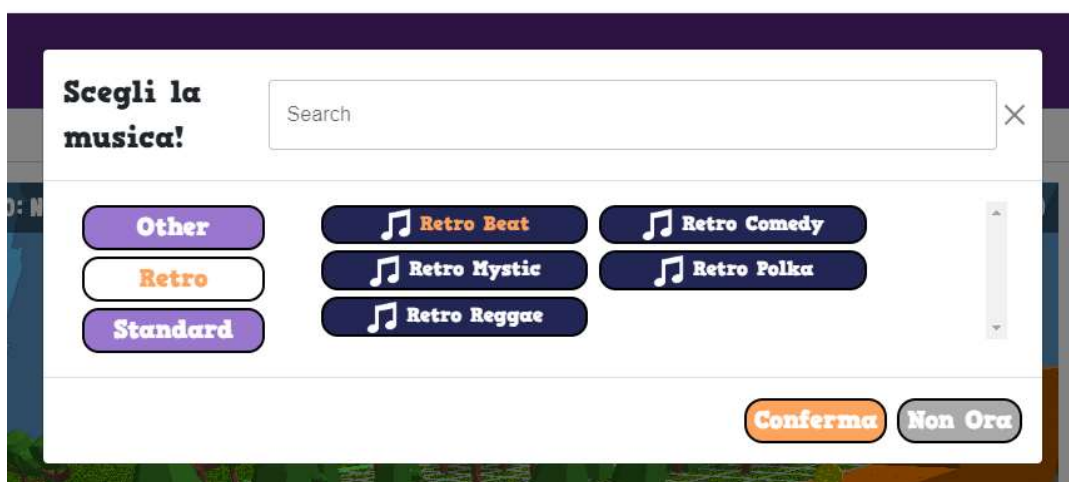 Scegli la
musica!
Search
O: N
Other
Retro
Standard
Retro Beat
Retro Comedy
Retro Mystic
Retro Polka
Retro Reggae
Conferma
Non Ora